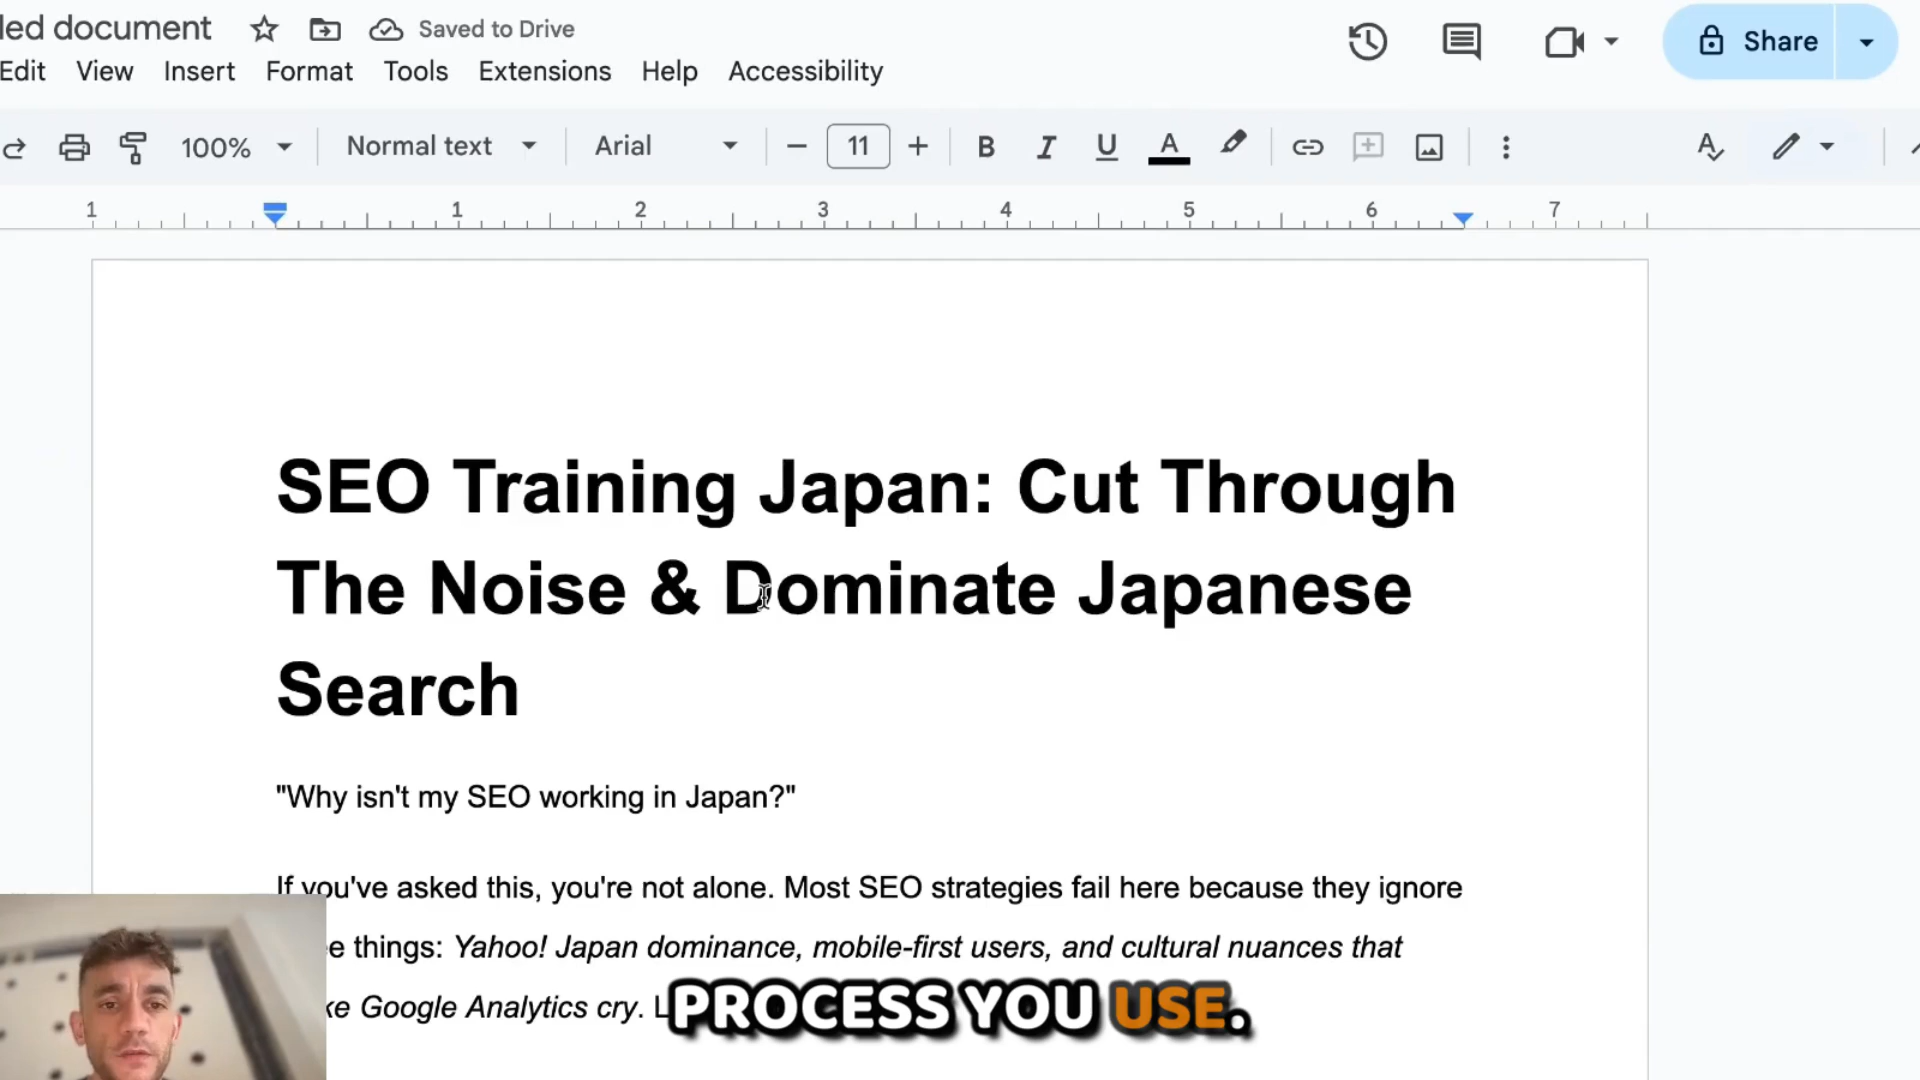 led document
Saved to Drive
Edit View Insert Format Tools Extensions Help Accessibility
Share
100% Normal text Arial 11 B I U A
1 1 2 3 4 5 6 7
SEO Training Japan: Cut Through
The Noise & Dominate Japanese
Search
"Why isn't my SEO working in Japan?"
If you've asked this, you're not alone. Most SEO strategies fail here because they ignore
e things: Yahoo! Japan dominance, mobile-first users, and cultural nuances that
ke Google Analytics cry. L
PROCESS YOU USE.